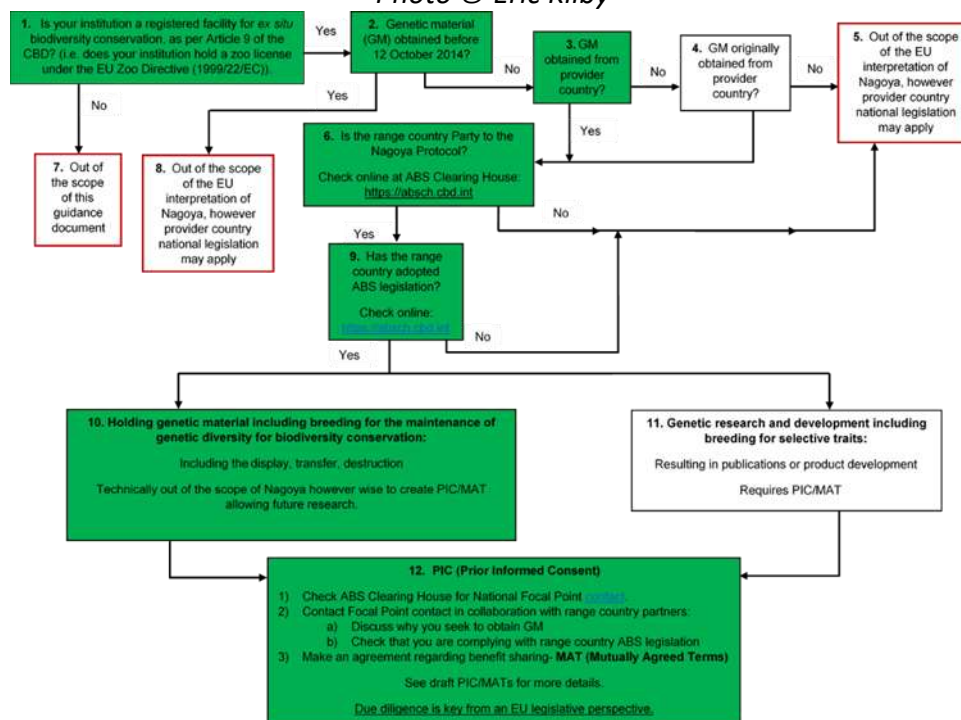 Photo © Eric Kilby
1. Is your institution a registered facility for ex situ
biodiversity conservation, as per Article 9 of the
CBD? (i.e. does your institution hold a zoo license
under the EU Zoo Directive (1999/22/EC)).
Yes
2. Genetic material
(GM) obtained before
12 October 2014?
No
3. GM
obtained from
provider
country?
No
4. GM originally
obtained from
provider
country?
No
5. Out of the scope
of the EU
interpretation of
Nagoya, however
provider country
national legislation
may apply
No
Yes
Yes
6. Is the range country Party to the
Nagoya Protocol?
Check online at ABS Clearing House:
https://absch.cbd.int
7. Out of
the scope
of this
guidance
document
8. Out of the scope
of the EU
interpretation of
Nagoya, however
provider country
national legislation
may apply
No
Yes
9. Has the range
country adopted
ABS legislation?
Check online:
https://absch.cbd.int
No
Yes
10. Holding genetic material including breeding for the maintenance of
genetic diversity for biodiversity conservation:
Including the display, transfer, destruction
Technically out of the scope of Nagoya however wise to create PIC/MAT
allowing future research.
11. Genetic research and development including
breeding for selective traits:
Resulting in publications or product development
Requires PIC/MAT
12. PIC (Prior Informed Consent)
1) Check ABS Clearing House for National Focal Point contact.
2) Contact Focal Point contact in collaboration with range country partners:
a) Discuss why you seek to obtain GM
b) Check that you are complying with range country ABS legislation
3) Make an agreement regarding benefit sharing- MAT (Mutually Agreed Terms)
See draft PIC/MATs for more details.
Due diligence is key from an EU legislative perspective.